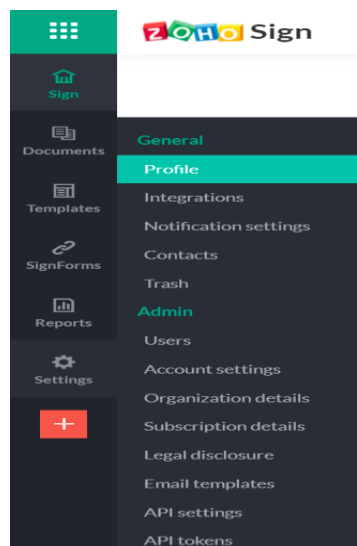 ZOHO Sign
Sign
Documents
Templates
SignForms
Reports
Settings
General
Profile
Integrations
Notification settings
Contacts
Trash
Admin
Users
Account settings
Organization details
Subscription details
Legal disclosure
Email templates
API settings
API tokens